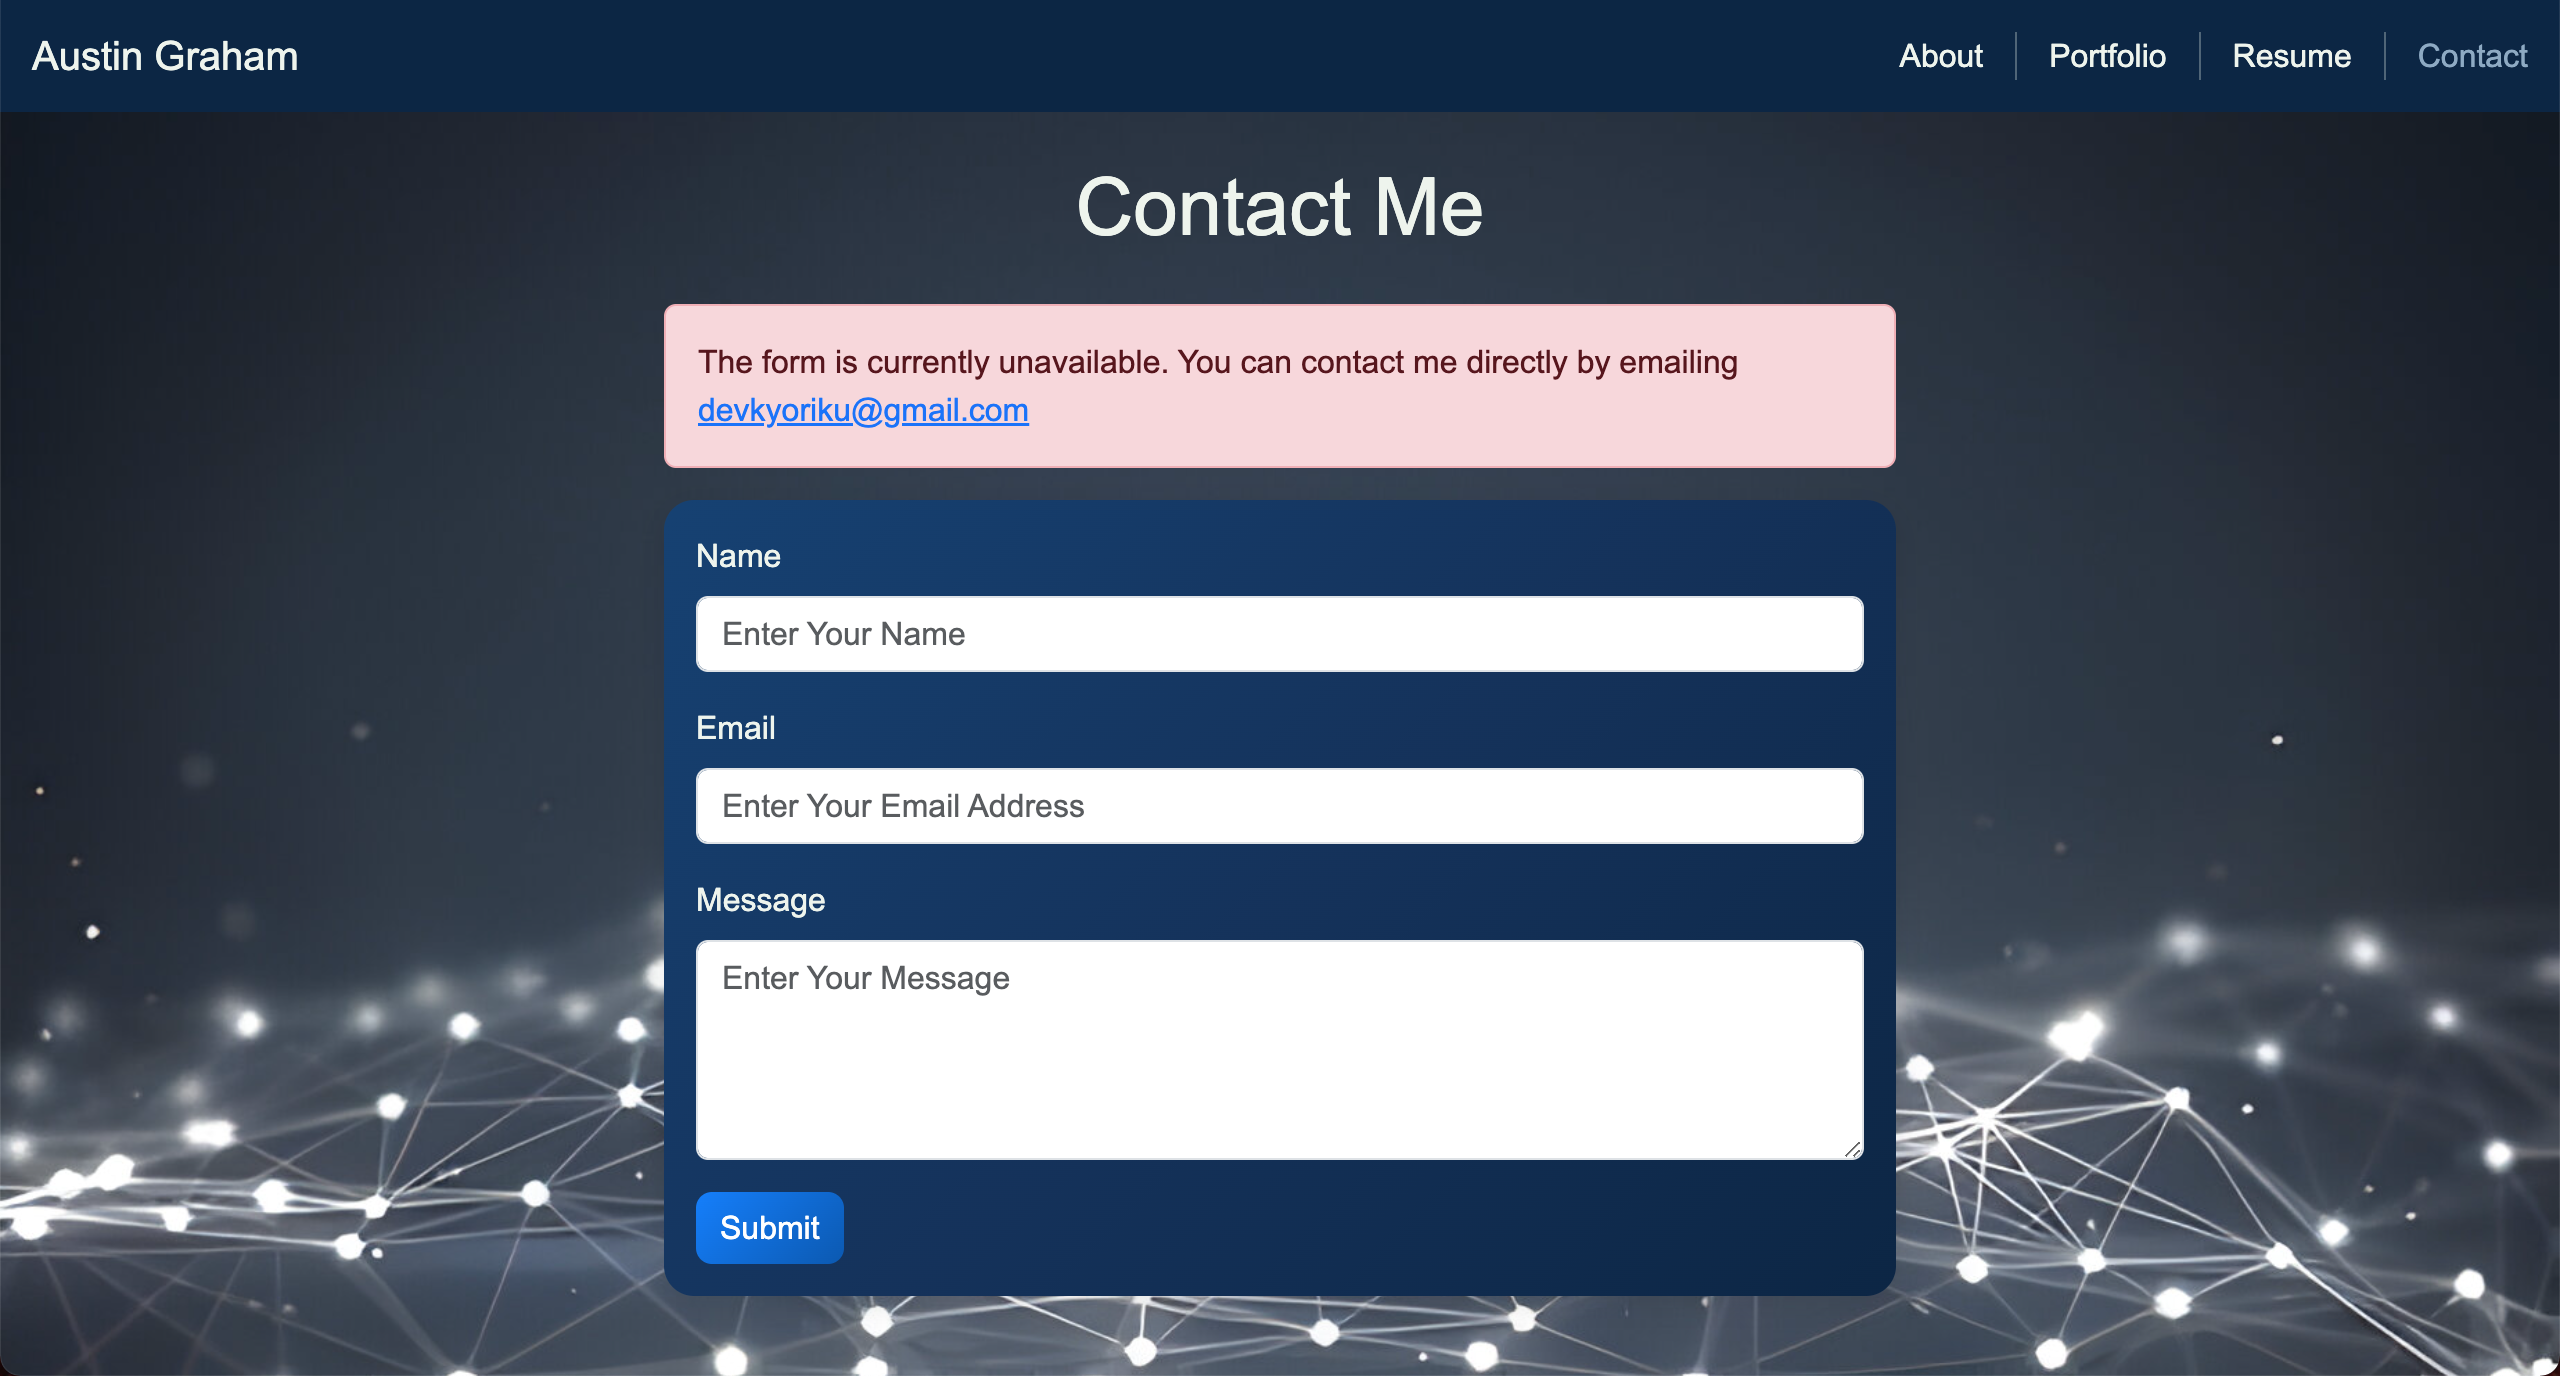 Austin Graham
About
Portfolio
Resume
Contact
Contact Me
The form is currently unavailable. You can contact me directly by emailing
devkyoriku@gmail.com
Name
Enter Your Name
Email
Enter Your Email Address
Message
Enter Your Message
Submit